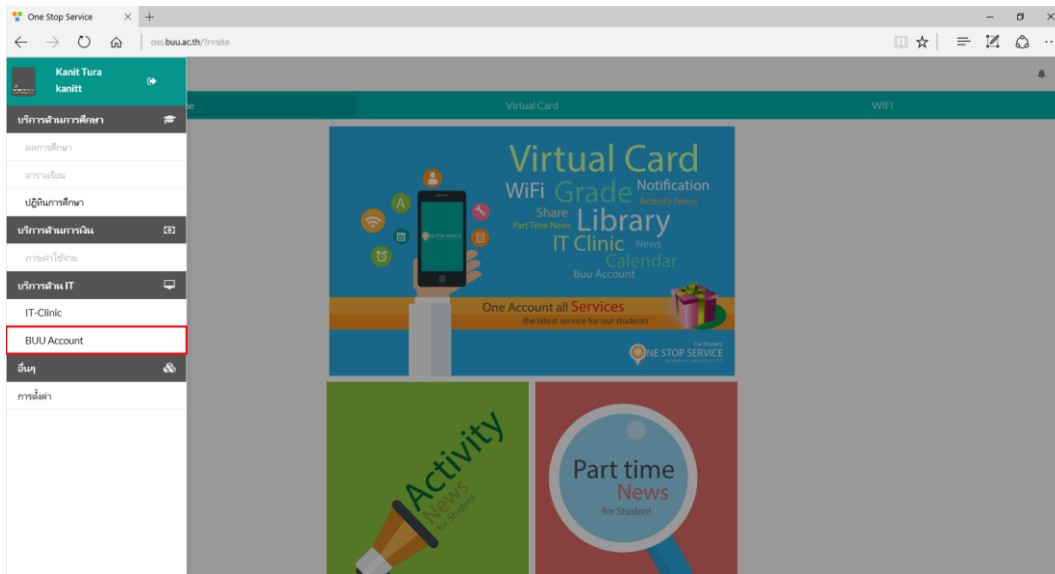 One Stop Service
oss.buu.ac.th/?r=site
Kanit Tura
kanitt
Virtual Card
WIFI
บริการด้านการศึกษา
ผลการศึกษา
ตารางเรียน
ปฏิทินการศึกษา
บริการด้านการเงิน
ภาระค่าใช้จ่าย
บริการด้าน IT
IT-Clinic
BUU Account
อื่นๆ
การตั้งค่า
Virtual Card
WiFi Grade Notification
Activity News
Share Library
Part Time News
IT Clinic News
Calendar
Buu Account
One Account all Services
the latest service for our students
For Student
ONE STOP SERVICE
Activity
News
for Student
Part time
News
for Student